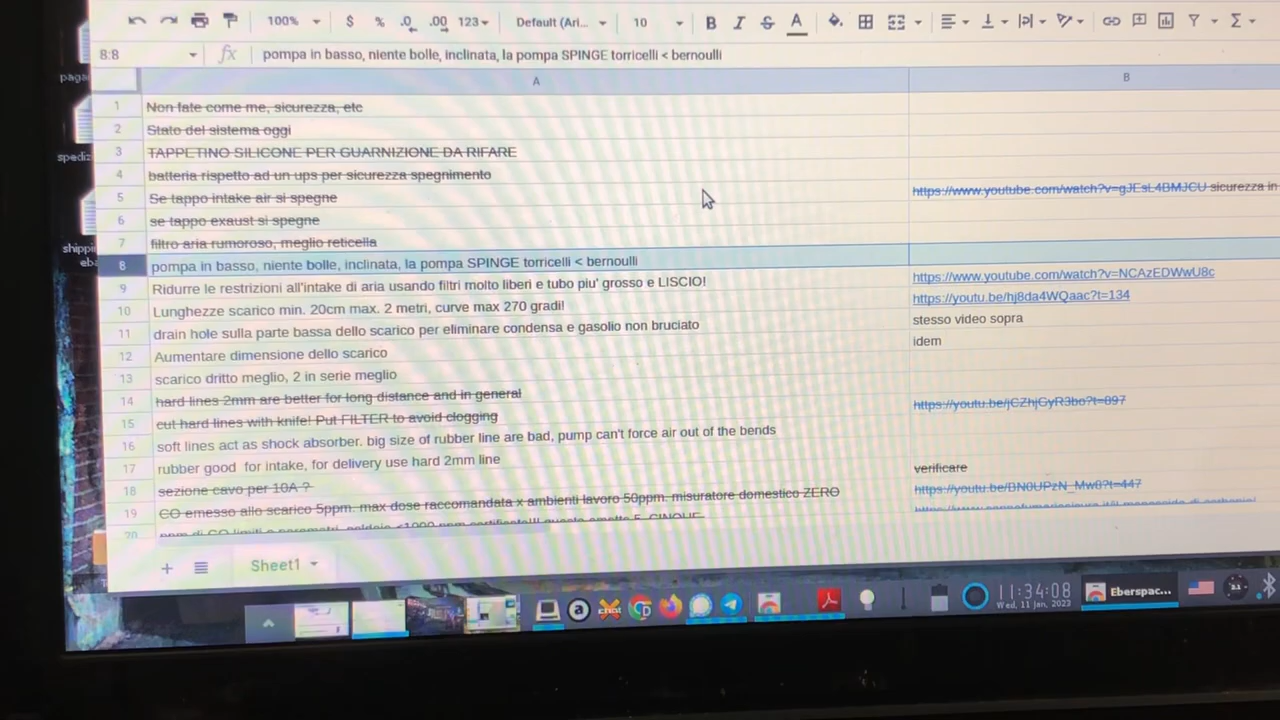 100% $ % .0 .00 123 Default (Ari... 10 B I S A
8:8 fx pompa in basso, niente bolle, inclinata, la pompa SPINGE torricelli < bernoulli
A B
1 Non fate come me, sicurezza, etc
2 Stato del sistema oggi
3 TAPPETINO SILICONE PER GUARNIZIONE DA RIFARE
4 batteria rispetto ad un ups per sicurezza spegnimento
5 Se tappo intake air si spegne https://www.youtube.com/watch?v=gJEsL4BMJCU sicurezza in
6 se tappo exaust si spegne
7 filtro aria rumoroso, meglio reticella
8 pompa in basso, niente bolle, inclinata, la pompa SPINGE torricelli < bernoulli
9 Ridurre le restrizioni all'intake di aria usando filtri molto liberi e tubo piu' grosso e LISCIO! https://www.youtube.com/watch?v=NCAzEDWwU8c
10 Lunghezze scarico min. 20cm max. 2 metri, curve max 270 gradi! https://youtu.be/hj8da4WQaac?t=134
11 drain hole sulla parte bassa dello scarico per eliminare condensa e gasolio non bruciato stesso video sopra
12 Aumentare dimensione dello scarico idem
13 scarico dritto meglio, 2 in serie meglio
14 hard lines 2mm are better for long distance and in general
15 cut hard lines with knife! Put FILTER to avoid clogging https://youtu.be/jCZhjGyR3bo?t=897
16 soft lines act as shock absorber. big size of rubber line are bad, pump can't force air out of the bends
17 rubber good for intake, for delivery use hard 2mm line
18 sezione cavo per 10A ? verificare
19 CO emesso allo scarico 5ppm. max dose raccomandata x ambienti lavoro 50ppm. misuratore domestico ZERO https://youtu.be/BN0UPzN_Mw8?t=447
20
Sheet1
paga
spediz
shippi
eba
11:34:08
Wed, 11 Jan, 2023
Eberspac...